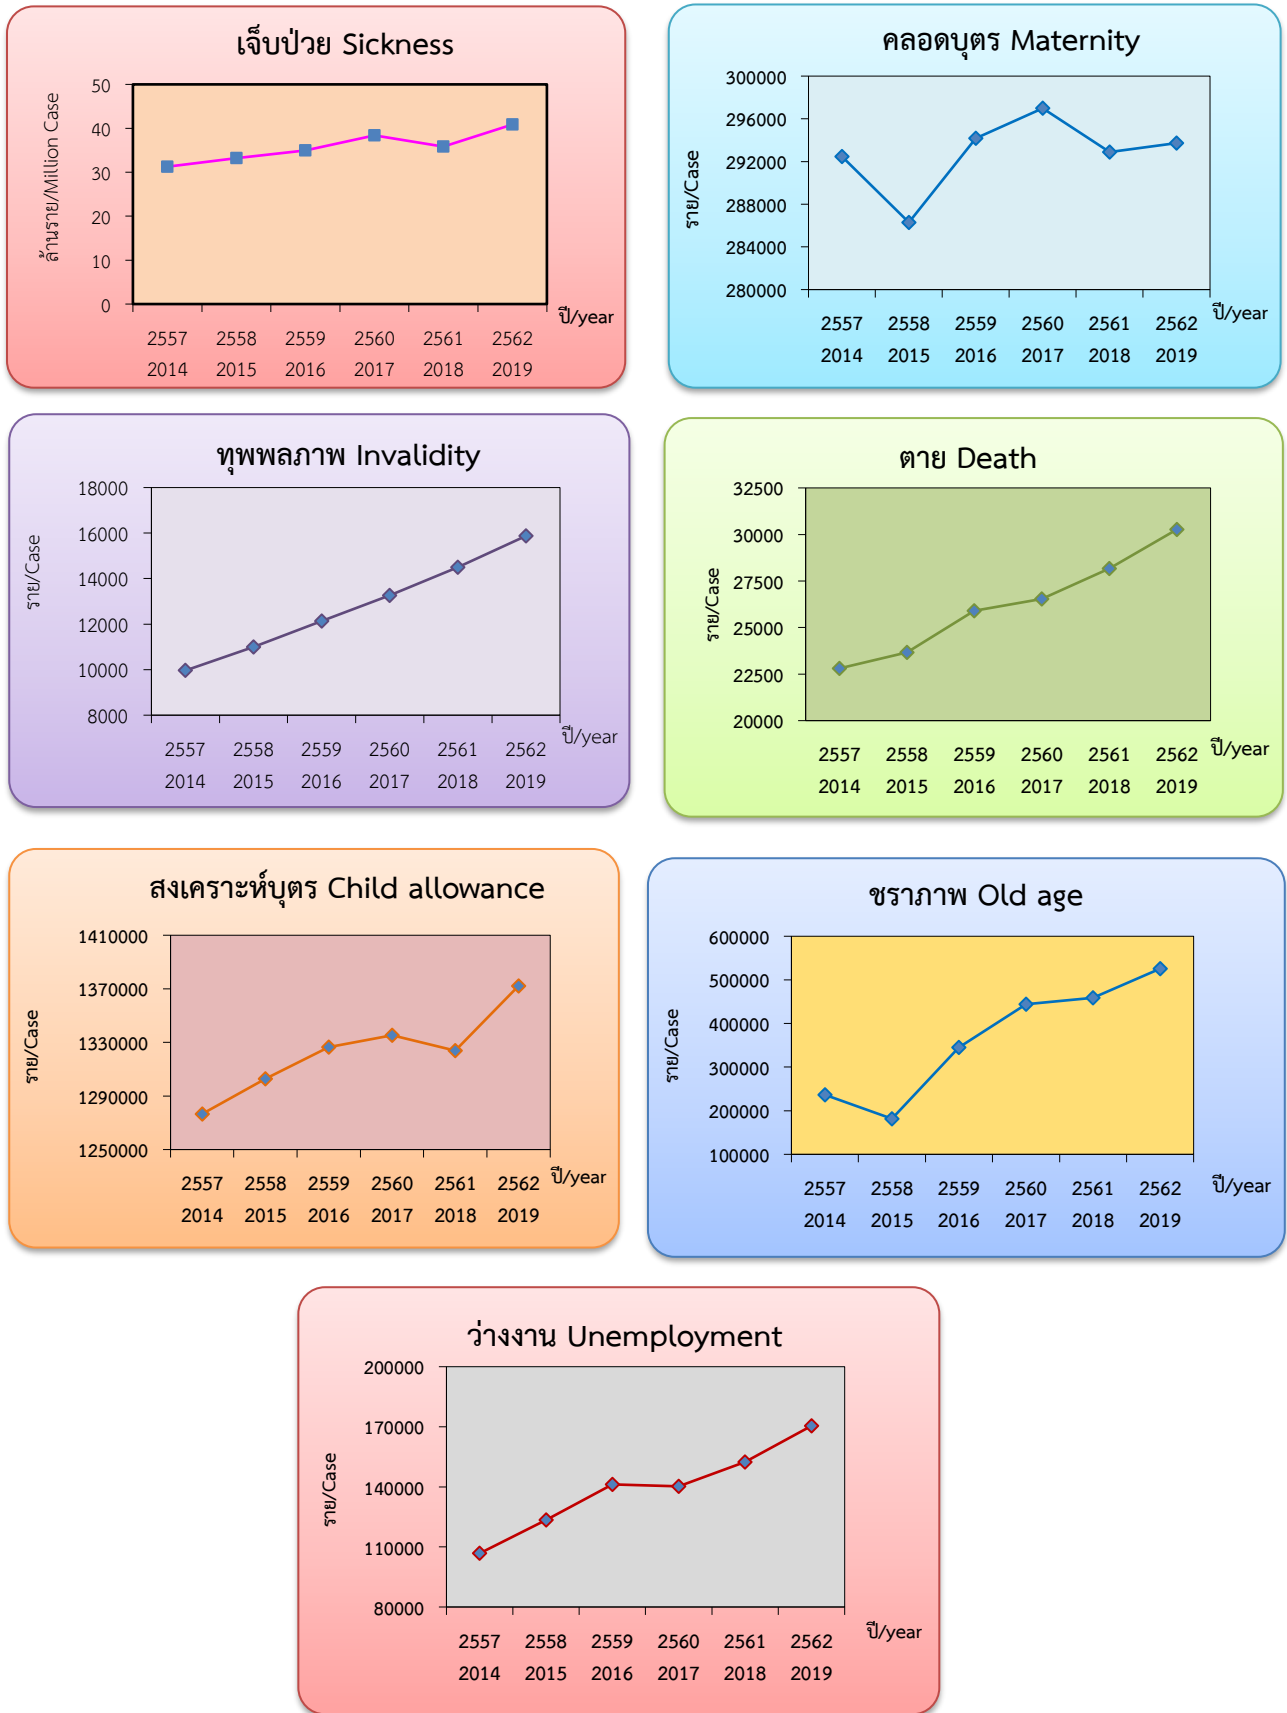 เจ็บป่วย Sickness
ล้านราย/Million Case
50
40
30
20
10
0
ปี/year
2557 2558 2559 2560 2561 2562
2014 2015 2016 2017 2018 2019
คลอดบุตร Maternity
ราย/Case
300000
296000
292000
288000
284000
280000
ปี/year
2557 2558 2559 2560 2561 2562
2014 2015 2016 2017 2018 2019
ทุพพลภาพ Invalidity
ราย/Case
18000
16000
14000
12000
10000
8000
ปี/year
2557 2558 2559 2560 2561 2562
2014 2015 2016 2017 2018 2019
ตาย Death
ราย/Case
32500
30000
27500
25000
22500
20000
ปี/year
2557 2558 2559 2560 2561 2562
2014 2015 2016 2017 2018 2019
สงเคราะห์บุตร Child allowance
ราย/Case
1410000
1370000
1330000
1290000
1250000
ปี/year
2557 2558 2559 2560 2561 2562
2014 2015 2016 2017 2018 2019
ชราภาพ Old age
ราย/Case
600000
500000
400000
300000
200000
100000
ปี/year
2557 2558 2559 2560 2561 2562
2014 2015 2016 2017 2018 2019
ว่างงาน Unemployment
ราย/Case
200000
170000
140000
110000
80000
ปี/year
2557 2558 2559 2560 2561 2562
2014 2015 2016 2017 2018 2019